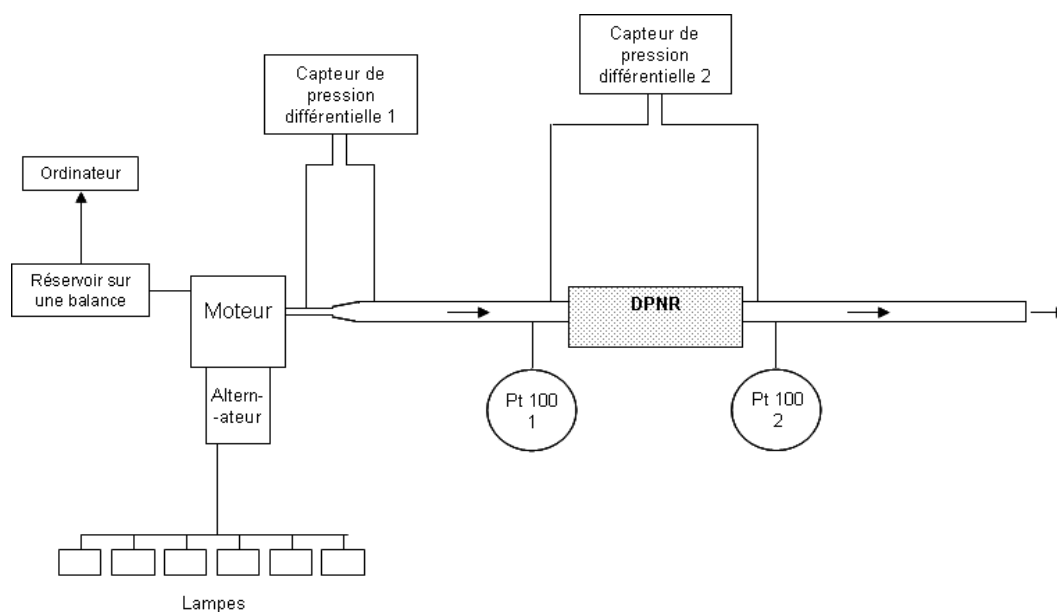 Capteur de
pression
différentielle 2
Capteur de
pression
différentielle 1
Ordinateur
Réservoir sur
une balance
Moteur
DPNR
Altern-
-ateur
Pt 100
1
Pt 100
2
Lampes